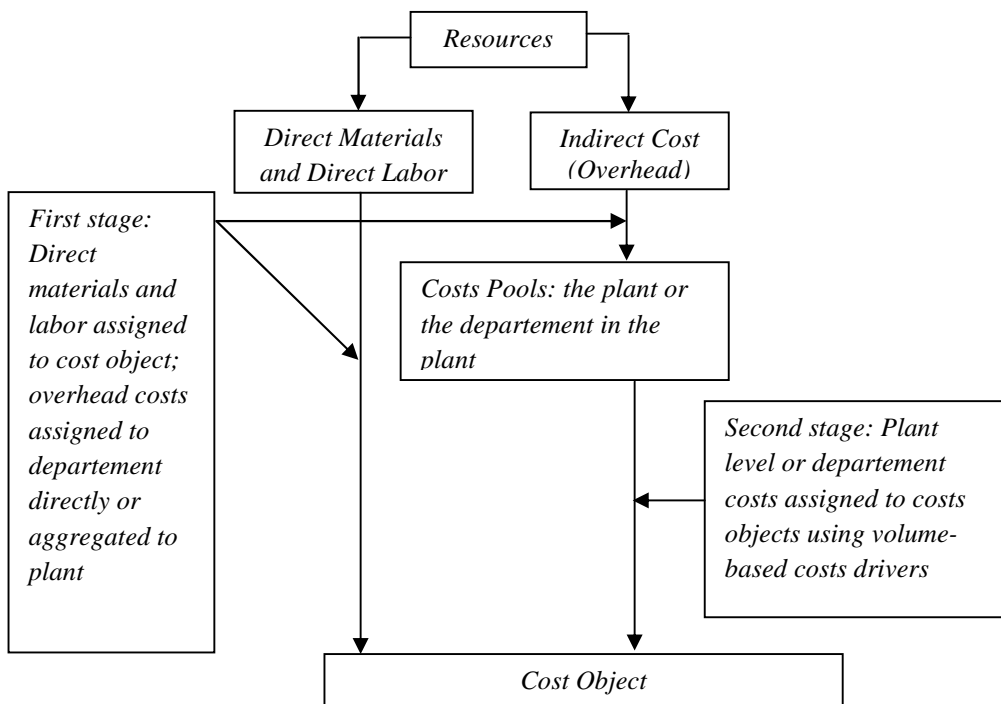 Resources
Direct Materials
and Direct Labor
Indirect Cost
(Overhead)
First stage:
Direct
materials and
labor assigned
to cost object;
overhead costs
assigned to
departement
directly or
aggregated to
plant
Costs Pools: the plant or
the departement in the
plant
Second stage: Plant
level or departement
costs assigned to costs
objects using volume-
based costs drivers
Cost Object